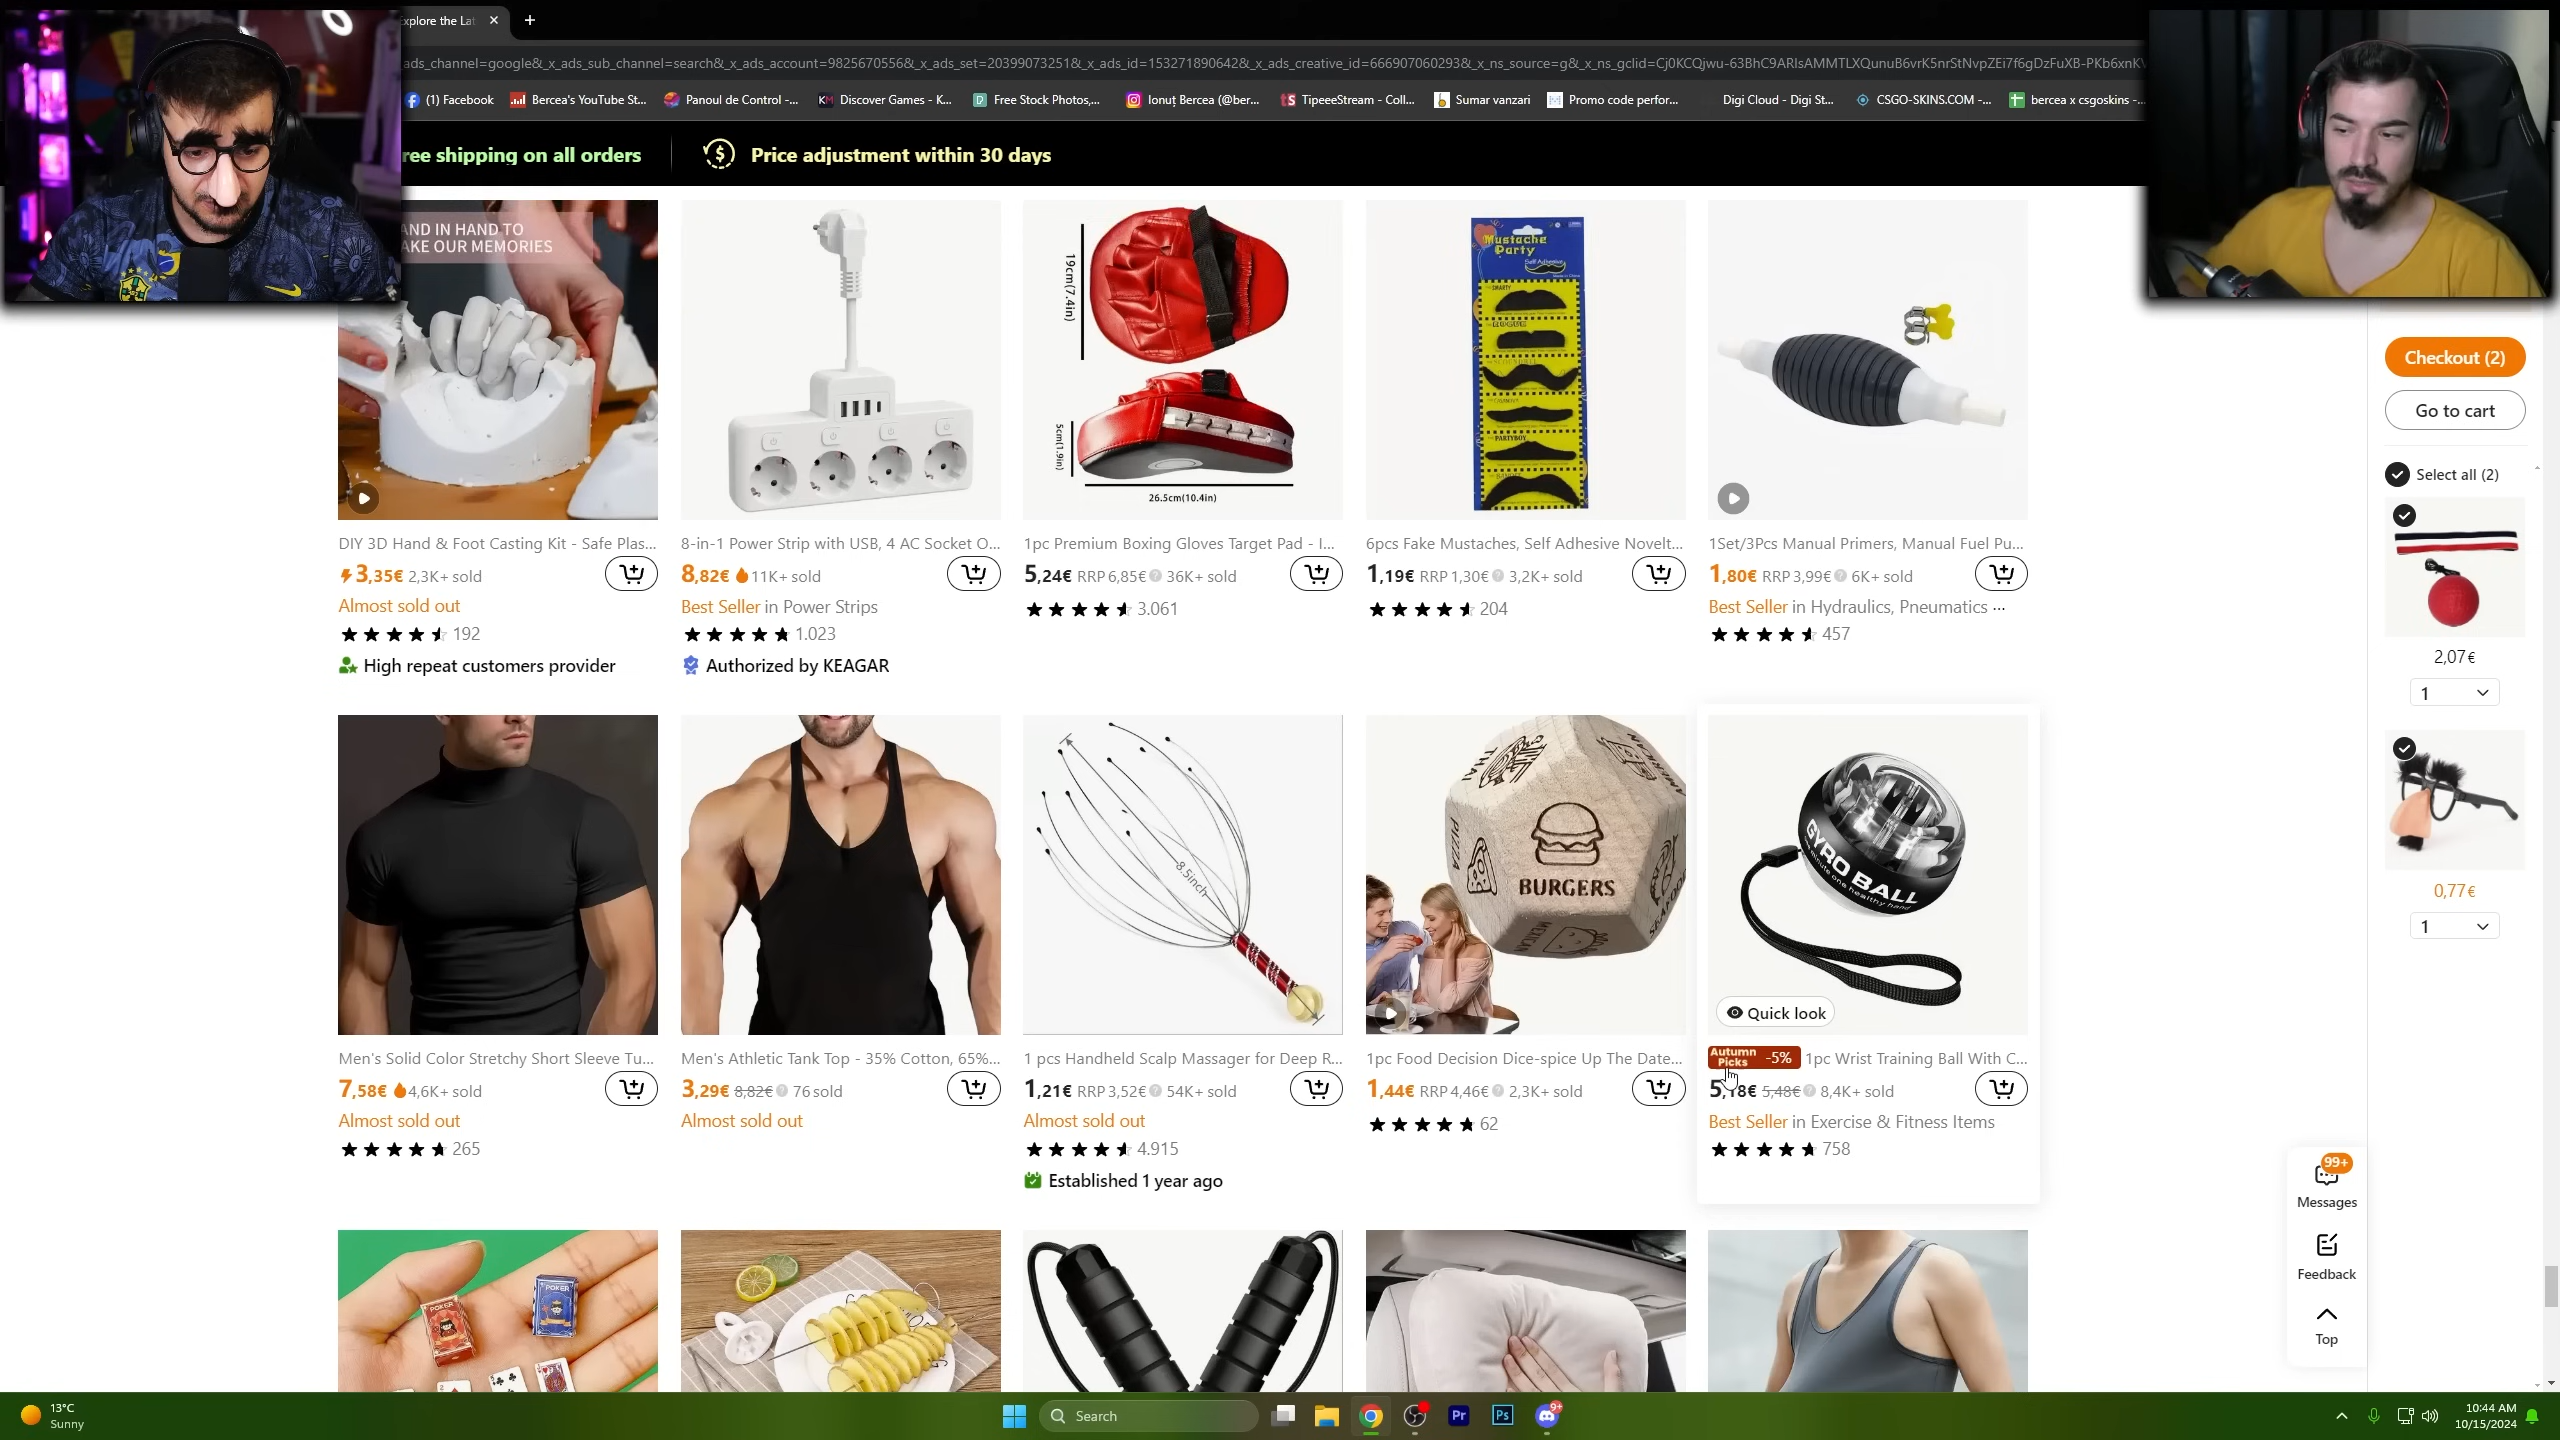 Explore the Lat
ads_channel=google&_x_ads_sub_channel=search&_x_ads_account=9825670556&_x_ads_set=20399073251&_x_ads_id=153271890642&_x_ads_creative_id=666907060293&_x_ns_source=g&_x_ns_gclid=
(1) Facebook
Bercea's YouTube St...
Panoul de Control -...
Discover Games - K...
Free Stock Photos,...
Ionuț Bercea (@ber...
TipeeeStream - Coll...
Sumar vanzari
Promo code perfor...
Digi Cloud - Digi St...
CSGO-SKINS.COM -...
bercea x csgoskins -...
ree shipping on all orders
Price adjustment within 30 days
AND IN HAND TO
AKE OUR MEMORIES
19cm(7.4in)
5cm(1.9in)
26.5cm(10.4in)
Mustache
Party
Self Adhesive
PARTYBOY
DIY 3D Hand & Foot Casting Kit - Safe Plas...
3,35€ 2,3K+ sold
Almost sold out
192
High repeat customers provider
8-in-1 Power Strip with USB, 4 AC Socket O...
8,82€ 11K+ sold
Best Seller in Power Strips
1.023
Authorized by KEAGAR
1pc Premium Boxing Gloves Target Pad - I...
5,24€ RRP 6,85€ 36K+ sold
3.061
6pcs Fake Mustaches, Self Adhesive Novelt...
1,19€ RRP 1,30€ 3,2K+ sold
204
1Set/3Pcs Manual Primers, Manual Fuel Pu...
1,80€ RRP 3,99€ 6K+ sold
Best Seller in Hydraulics, Pneumatics ...
457
8.5inch
THAI
PIZZA
BURGERS
MEXICAN
GYRO BALL
Quick look
Men's Solid Color Stretchy Short Sleeve Tu...
7,58€ 4,6K+ sold
Almost sold out
265
Men's Athletic Tank Top - 35% Cotton, 65%...
3,29€ 8,82€ 76 sold
Almost sold out
1 pcs Handheld Scalp Massager for Deep R...
1,21€ RRP 3,52€ 54K+ sold
Almost sold out
4.915
Established 1 year ago
1pc Food Decision Dice-spice Up The Date...
1,44€ RRP 4,46€ 2,3K+ sold
62
Autumn Picks -5% 1pc Wrist Training Ball With C...
5,18€ 5,48€ 8,4K+ sold
Best Seller in Exercise & Fitness Items
758
POKER
POKER
Checkout (2)
Go to cart
Select all (2)
2,07€
1
0,77€
1
99+
Messages
Feedback
Top
13°C
Sunny
Search
Pr
Ps
9+
10:44 AM
10/15/2024